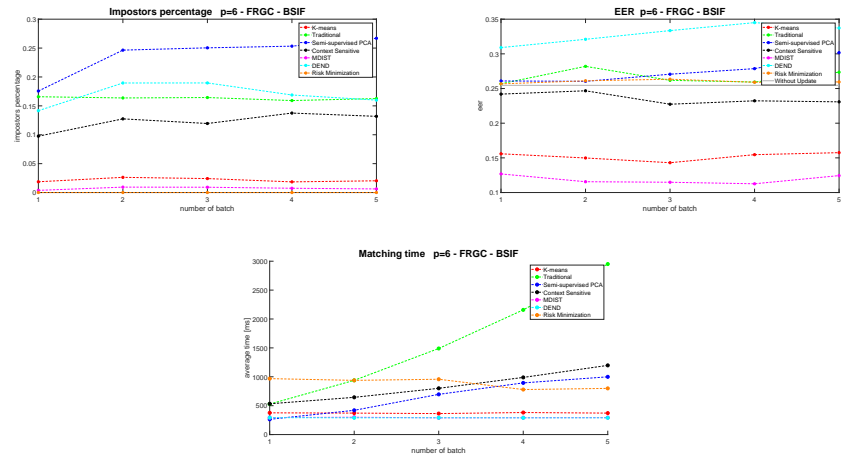 Impostors percentage p=6 - FRGC - BSIF
0.3
0.25
0.2
0.15
0.1
0.05
0
impostors percentage
1
2
3
4
5
number of batch
K-means
Traditional
Semi-supervised PCA
Context Sensitive
MDIST
DEND
Risk Minimization
EER p=6 - FRGC - BSIF
0.35
0.3
0.25
0.2
0.15
0.1
eer
1
2
3
4
5
number of batch
K-means
Traditional
Semi-supervised PCA
Context Sensitive
MDIST
DEND
Risk Minimization
Without Update
Matching time p=6 - FRGC - BSIF
3000
2500
2000
1500
1000
500
0
average time [ms]
1
2
3
4
5
number of batch
K-means
Traditional
Semi-supervised PCA
Context Sensitive
MDIST
DEND
Risk Minimization